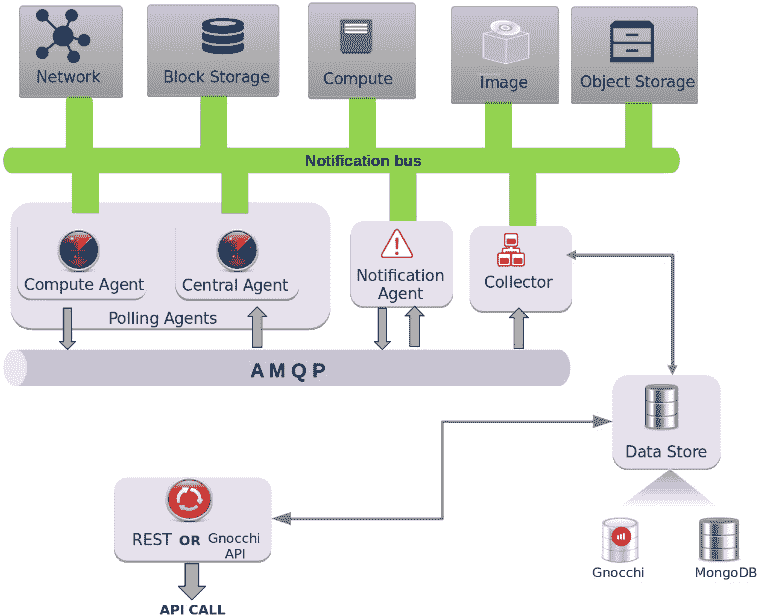 Network
Block Storage
Compute
Image
Object Storage
Notification bus
Compute Agent
Central Agent
Polling Agents
Notification
Agent
Collector
AMQP
Data Store
REST OR Gnocchi
API
API CALL
Gnocchi
MongoDB